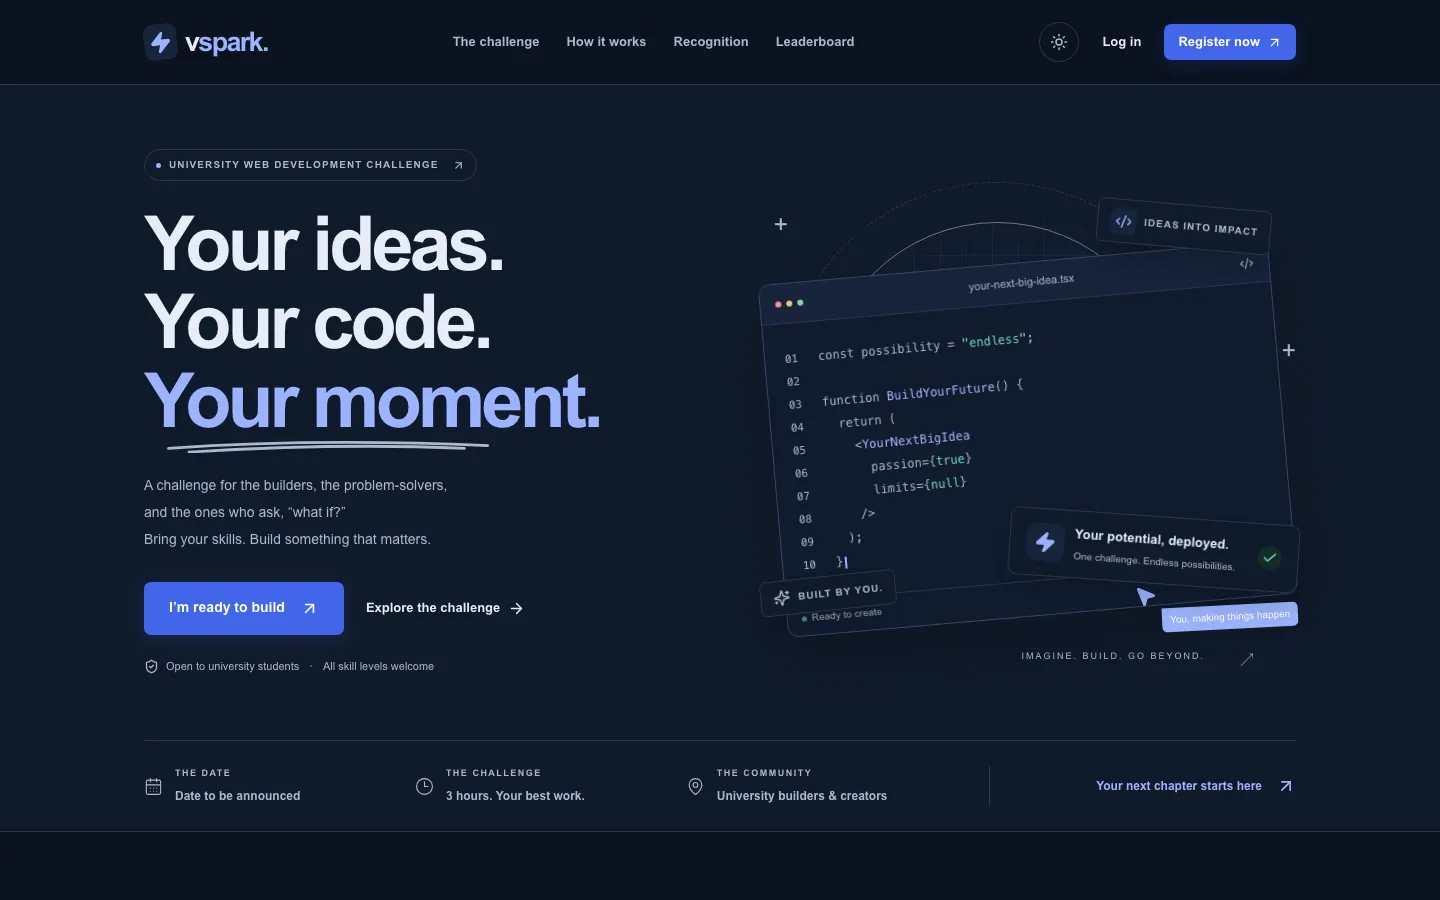 vspark.
The challenge
How it works
Recognition
Leaderboard
Log in
Register now
UNIVERSITY WEB DEVELOPMENT CHALLENGE
Your ideas.
Your code.
Your moment.
A challenge for the builders, the problem-solvers,
and the ones who ask, “what if?”
Bring your skills. Build something that matters.
I'm ready to build
Explore the challenge
Open to university students · All skill levels welcome
</> IDEAS INTO IMPACT
your-next-big-idea.tsx </>
01 const possibility = "endless";
02
03 function BuildYourFuture() {
04 return (
05 <YourNextBigIdea
06 passion={true}
07 limits={null}
08 />
09 );
10 }
Your potential, deployed.
One challenge. Endless possibilities.
BUILT BY YOU.
Ready to create
You, making things happen
IMAGINE. BUILD. GO BEYOND.
THE DATE
Date to be announced
THE CHALLENGE
3 hours. Your best work.
THE COMMUNITY
University builders & creators
Your next chapter starts here